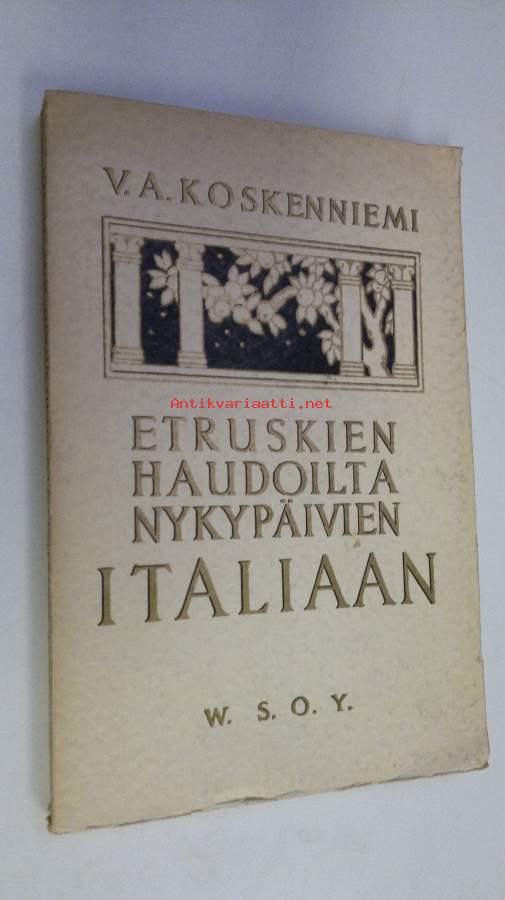 V. A. KOSKENNIEMI
Antikvariaatti.net
ETRUSKIEN
HAUDOILTA
NYKYPÄIVIEN
ITALIAAN
W. S. O. Y.